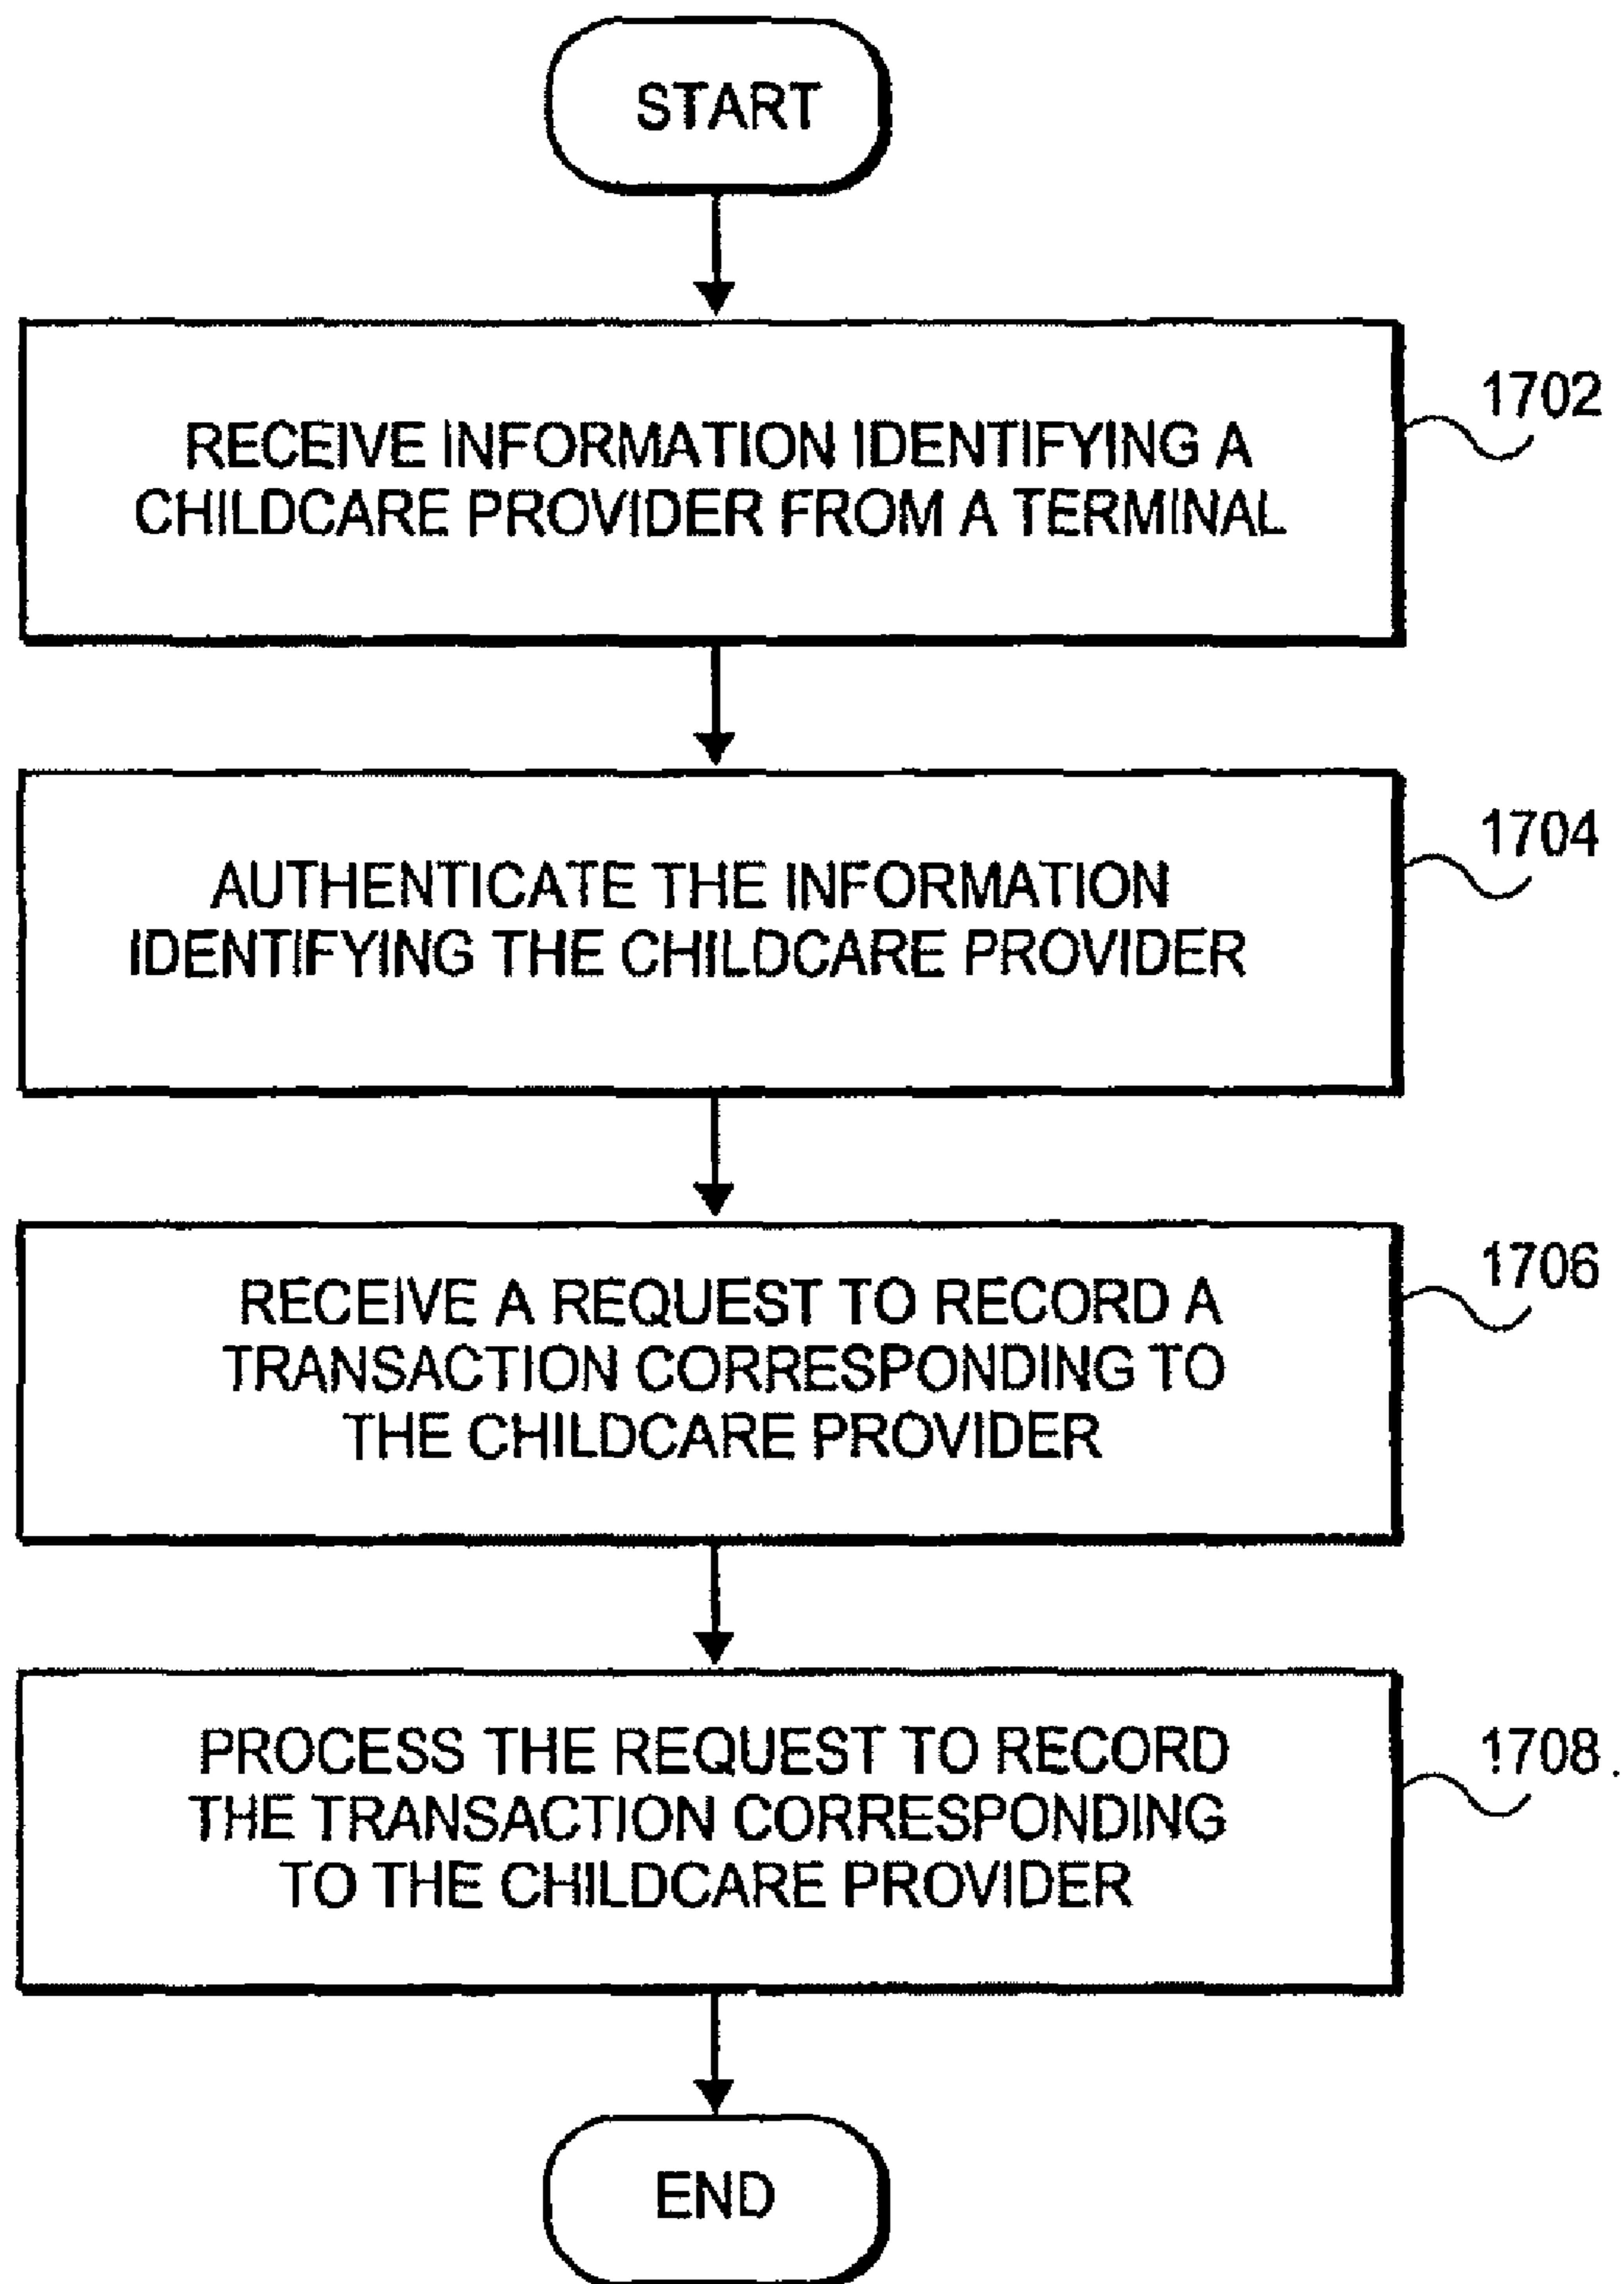 START
RECEIVE INFORMATION IDENTIFYING A
CHILDCARE PROVIDER FROM A TERMINAL
1702
AUTHENTICATE THE INFORMATION
IDENTIFYING THE CHILDCARE PROVIDER
1704
RECEIVE A REQUEST TO RECORD A
TRANSACTION CORRESPONDING TO
THE CHILDCARE PROVIDER
1706
PROCESS THE REQUEST TO RECORD
THE TRANSACTION CORRESPONDING
TO THE CHILDCARE PROVIDER
1708
END